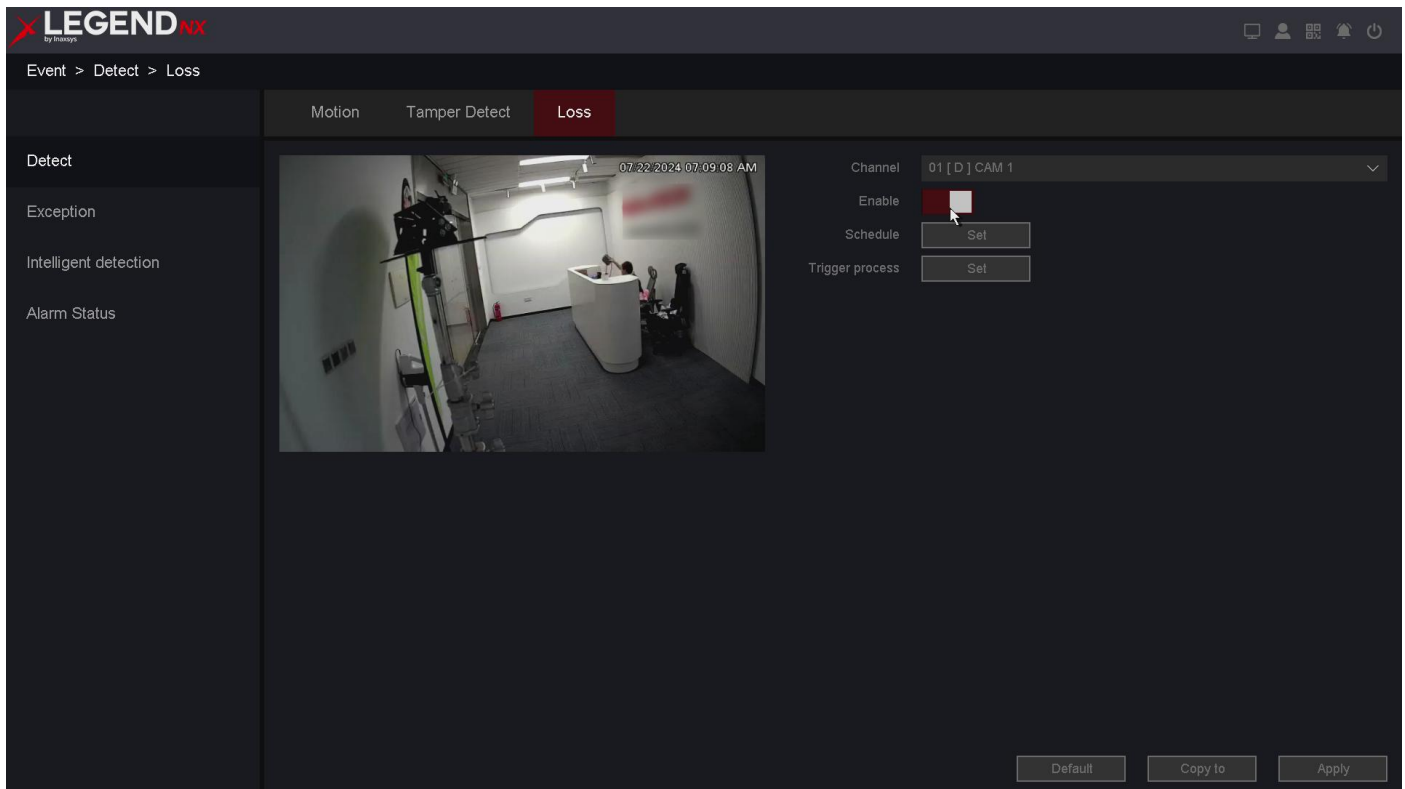 LEGEND NX
by Inaxsys
Event > Detect > Loss
Motion Tamper Detect Loss
Detect
Exception
Intelligent detection
Alarm Status
07-22-2024 07:09:08 AM
Channel 01 [ D ] CAM 1
Enable
Schedule Set
Trigger process Set
Default Copy to Apply